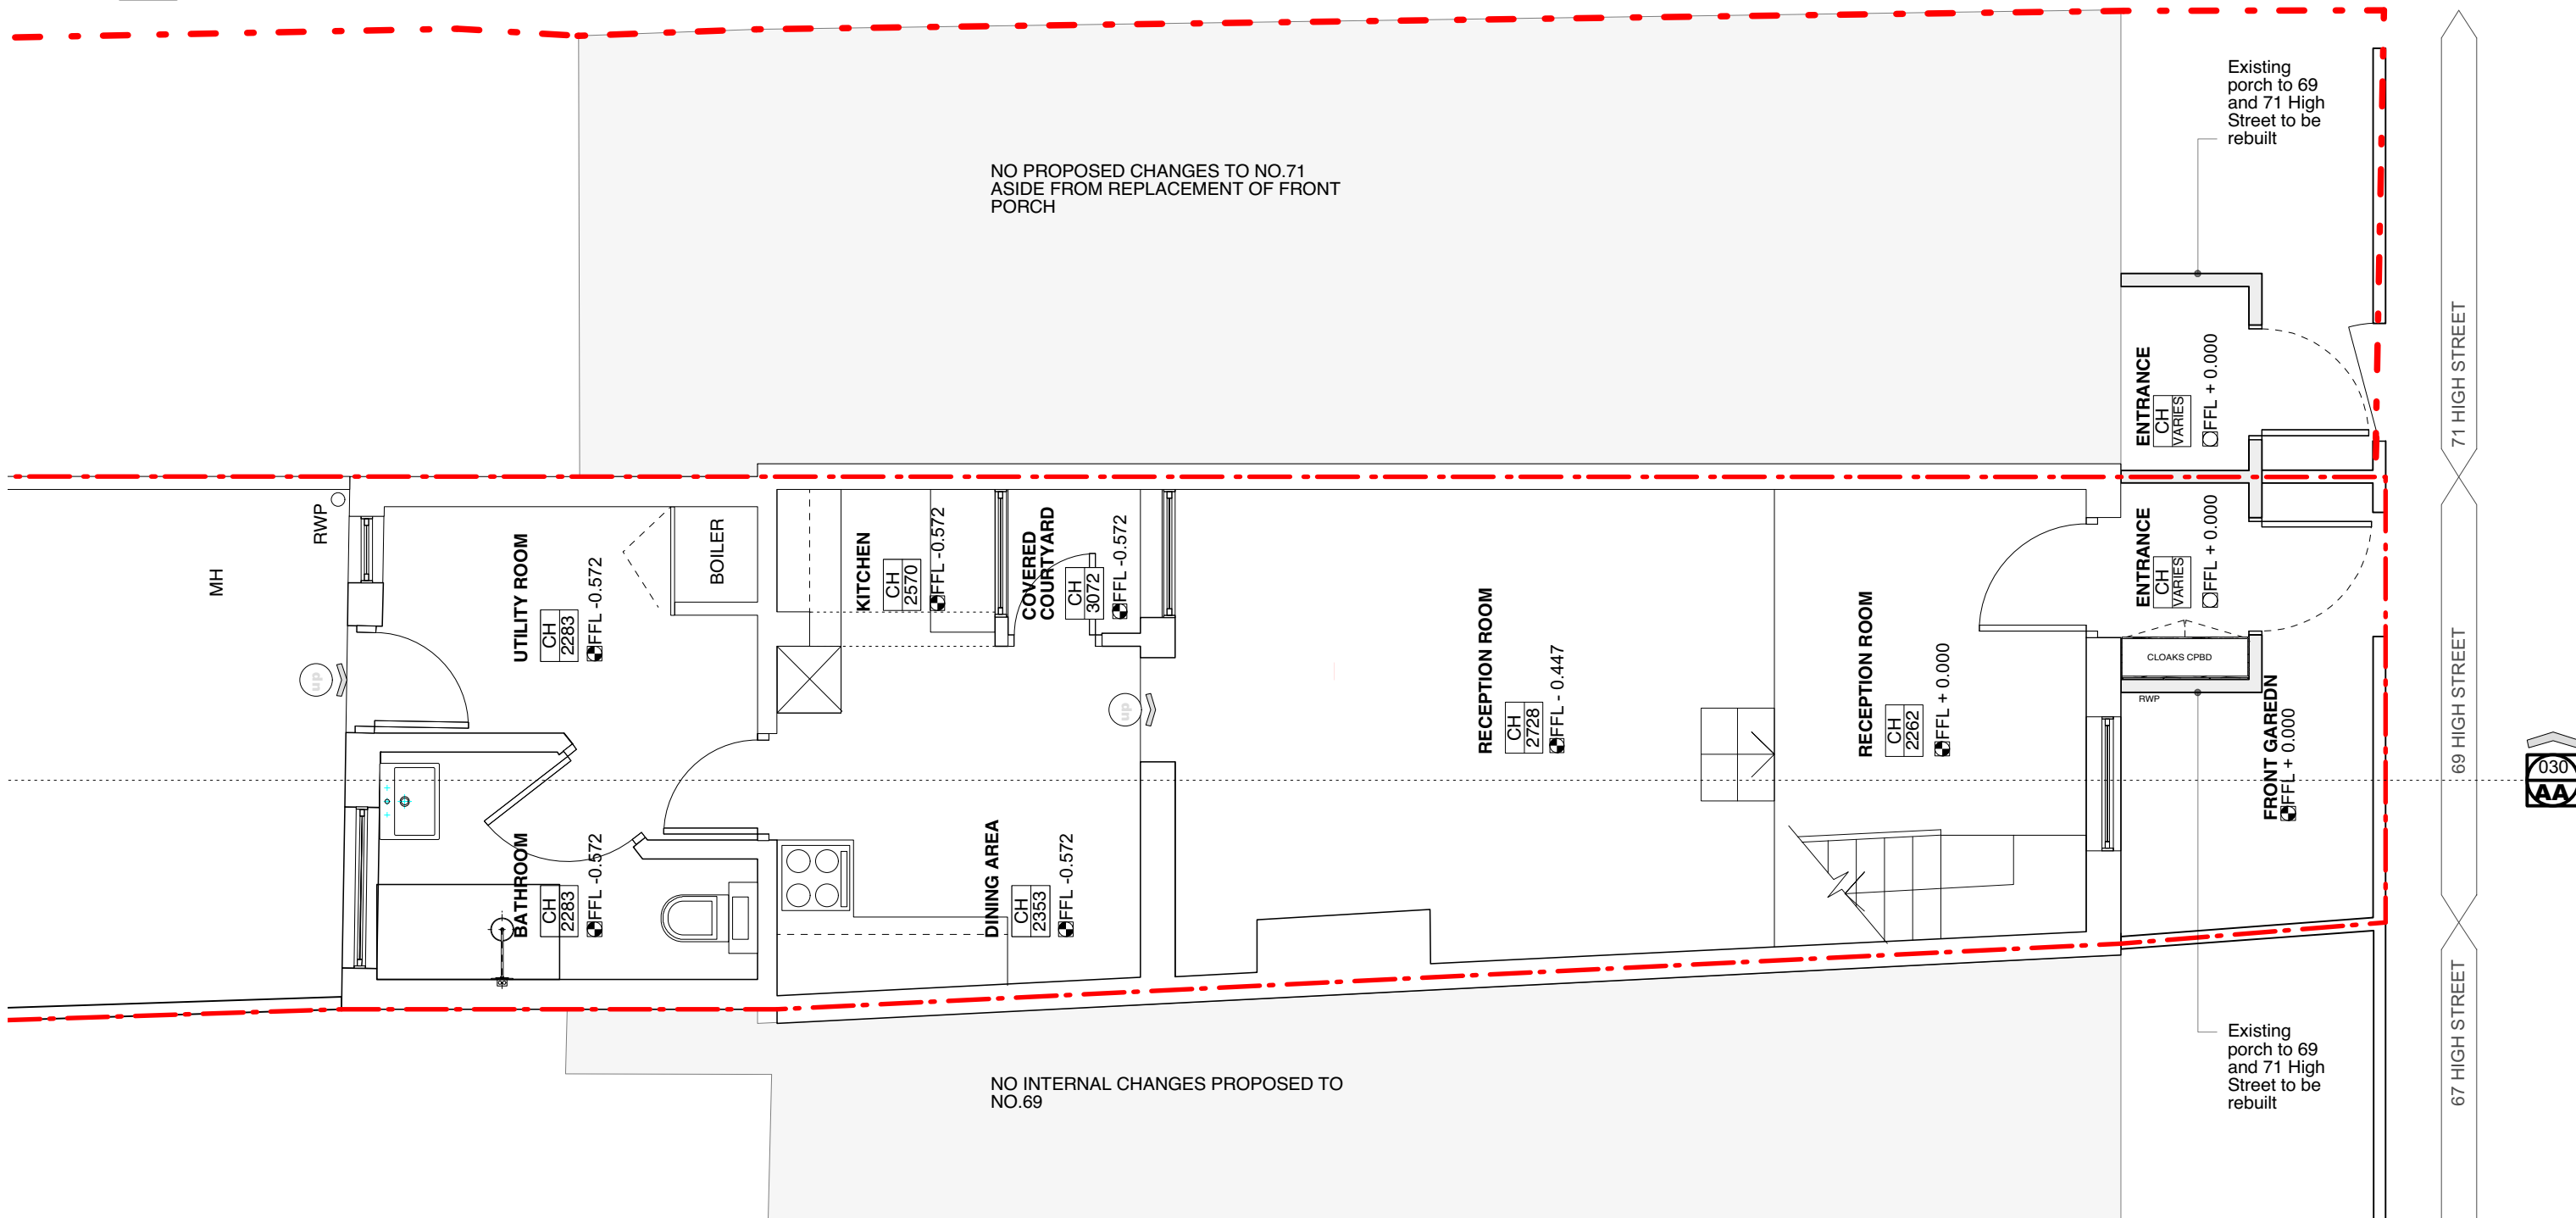 Existing
porch to 69
and 71 High
Street to be
rebuilt
NO PROPOSED CHANGES TO NO.71
ASIDE FROM REPLACEMENT OF FRONT
PORCH
71 HIGH STREET
ENTRANCE
CH
VARIES
FFL + 0.000
RWP
MH
up
UTILITY ROOM
CH
2283
FFL -0.572
BOILER
KITCHEN
CH
2570
FFL -0.572
COVERED
COURTYARD
CH
3072
FFL -0.572
up
RECEPTION ROOM
CH
2728
FFL - 0.447
RECEPTION ROOM
CH
2262
FFL + 0.000
ENTRANCE
CH
VARIES
FFL + 0.000
CLOAKS CPBD
RWP
FRONT GAREDN
FFL + 0.000
69 HIGH STREET
030
AA
BATHROOM
CH
2283
FFL -0.572
DINING AREA
CH
2353
FFL -0.572
NO INTERNAL CHANGES PROPOSED TO
NO.69
Existing
porch to 69
and 71 High
Street to be
rebuilt
67 HIGH STREET